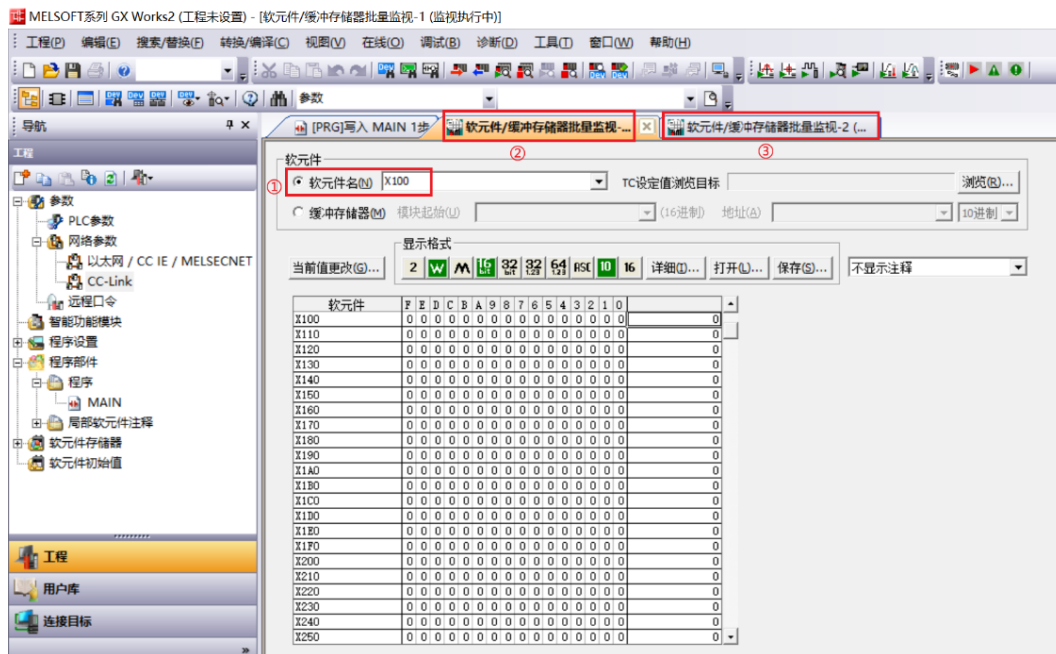 MELSOFT系列 GX Works2 (工程未设置) - [软元件/缓冲存储器批量监视-1 (监视执行中)]
工程(P) 编辑(E) 搜索/替换(F) 转换/编译(C) 视图(V) 在线(O) 调试(B) 诊断(D) 工具(T) 窗口(W) 帮助(H)
参数
导航
[PRG]写入 MAIN 1步 软元件/缓冲存储器批量监视-... 软元件/缓冲存储器批量监视-2 (...
② ③
工程
参数
PLC参数
网络参数
以太网 / CC IE / MELSECNET
CC-Link
远程口令
智能功能模块
程序设置
程序部件
程序
MAIN
局部软元件注释
软元件存储器
软元件初始值
工程
用户库
连接目标
软元件
① 软元件名(N) X100 TC设定值浏览目标 浏览(R)...
缓冲存储器(M) 模块起始(U) (16进制) 地址(A) 10进制
显示格式
当前值更改(G)... 2 W M 16bit 32bit 32 1.23 64 1.23 ASC 10 16 详细(I)... 打开(L)... 保存(S)... 不显示注释
软元件 F E D C B A 9 8 7 6 5 4 3 2 1 0
X100 0 0 0 0 0 0 0 0 0 0 0 0 0 0 0 0 0
X110 0 0 0 0 0 0 0 0 0 0 0 0 0 0 0 0 0
X120 0 0 0 0 0 0 0 0 0 0 0 0 0 0 0 0 0
X130 0 0 0 0 0 0 0 0 0 0 0 0 0 0 0 0 0
X140 0 0 0 0 0 0 0 0 0 0 0 0 0 0 0 0 0
X150 0 0 0 0 0 0 0 0 0 0 0 0 0 0 0 0 0
X160 0 0 0 0 0 0 0 0 0 0 0 0 0 0 0 0 0
X170 0 0 0 0 0 0 0 0 0 0 0 0 0 0 0 0 0
X180 0 0 0 0 0 0 0 0 0 0 0 0 0 0 0 0 0
X190 0 0 0 0 0 0 0 0 0 0 0 0 0 0 0 0 0
X1A0 0 0 0 0 0 0 0 0 0 0 0 0 0 0 0 0 0
X1B0 0 0 0 0 0 0 0 0 0 0 0 0 0 0 0 0 0
X1C0 0 0 0 0 0 0 0 0 0 0 0 0 0 0 0 0 0
X1D0 0 0 0 0 0 0 0 0 0 0 0 0 0 0 0 0 0
X1E0 0 0 0 0 0 0 0 0 0 0 0 0 0 0 0 0 0
X1F0 0 0 0 0 0 0 0 0 0 0 0 0 0 0 0 0 0
X200 0 0 0 0 0 0 0 0 0 0 0 0 0 0 0 0 0
X210 0 0 0 0 0 0 0 0 0 0 0 0 0 0 0 0 0
X220 0 0 0 0 0 0 0 0 0 0 0 0 0 0 0 0 0
X230 0 0 0 0 0 0 0 0 0 0 0 0 0 0 0 0 0
X240 0 0 0 0 0 0 0 0 0 0 0 0 0 0 0 0 0
X250 0 0 0 0 0 0 0 0 0 0 0 0 0 0 0 0 0